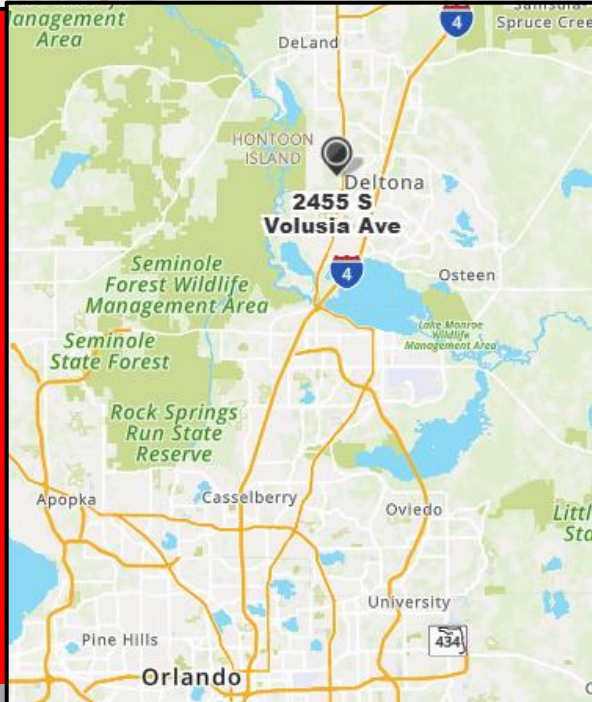 Management
Area
4
Samsula-
Spruce Cree
DeLand
HONTOON
ISLAND
Deltona
2455 S
Volusia Ave
4
Osteen
Seminole
Forest Wildlife
Management Area
Lake Monroe
Wildlife
Management Area
Seminole
State Forest
Rock Springs
Run State
Reserve
Apopka
Casselberry
Oviedo
Littl
Sta
University
434
Pine Hills
Orlando